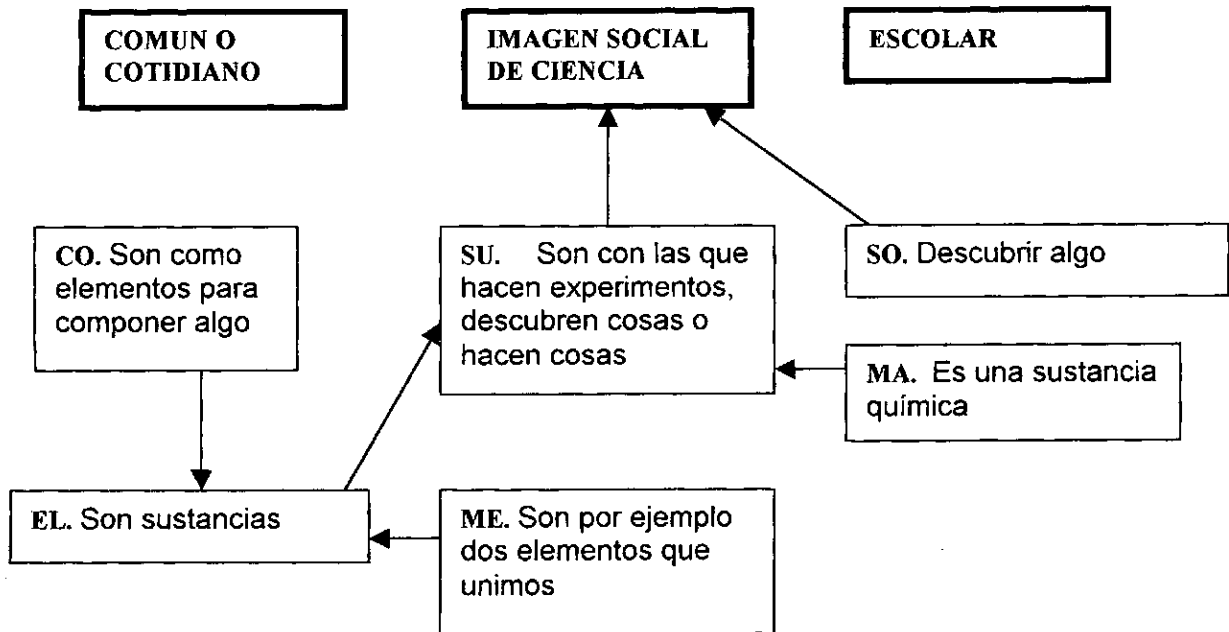 COMUN O
COTIDIANO
IMAGEN SOCIAL
DE CIENCIA
ESCOLAR
CO. Son como
elementos para
componer algo
SU. Son con las que
hacen experimentos,
descubren cosas o
hacen cosas
SO. Descubrir algo
MA. Es una sustancia
química
EL. Son sustancias
ME. Son por ejemplo
dos elementos que
unimos